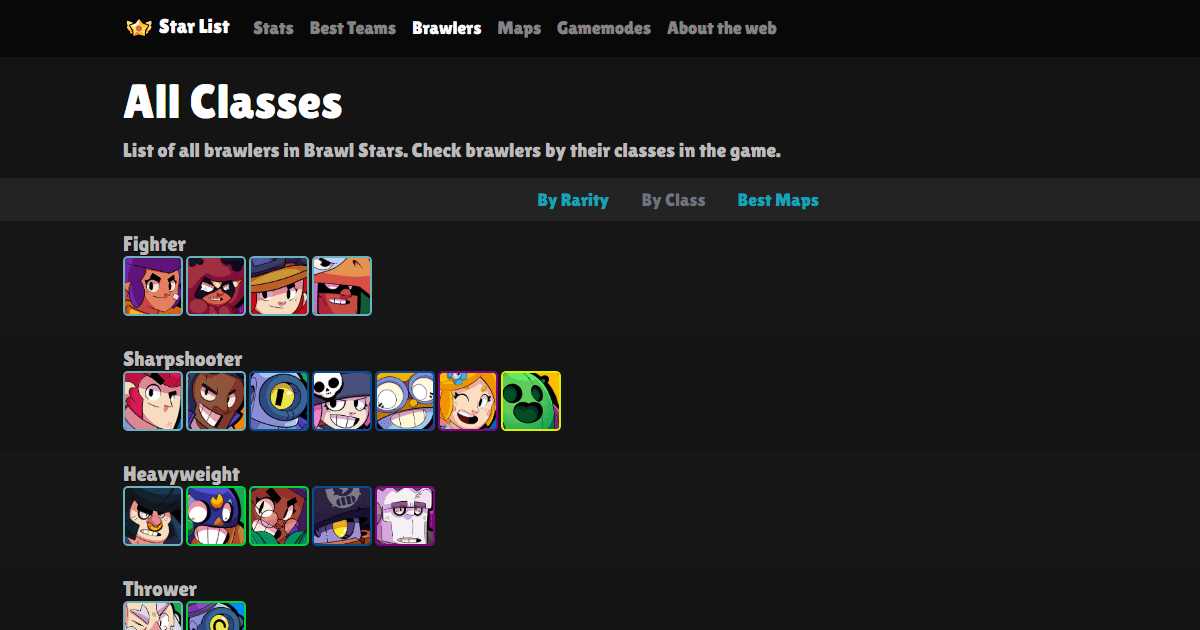 Star List Stats Best Teams Brawlers Maps Gamemodes About the web
All Classes
List of all brawlers in Brawl Stars. Check brawlers by their classes in the game.
By Rarity By Class Best Maps
Fighter
Sharpshooter
Heavyweight
Thrower